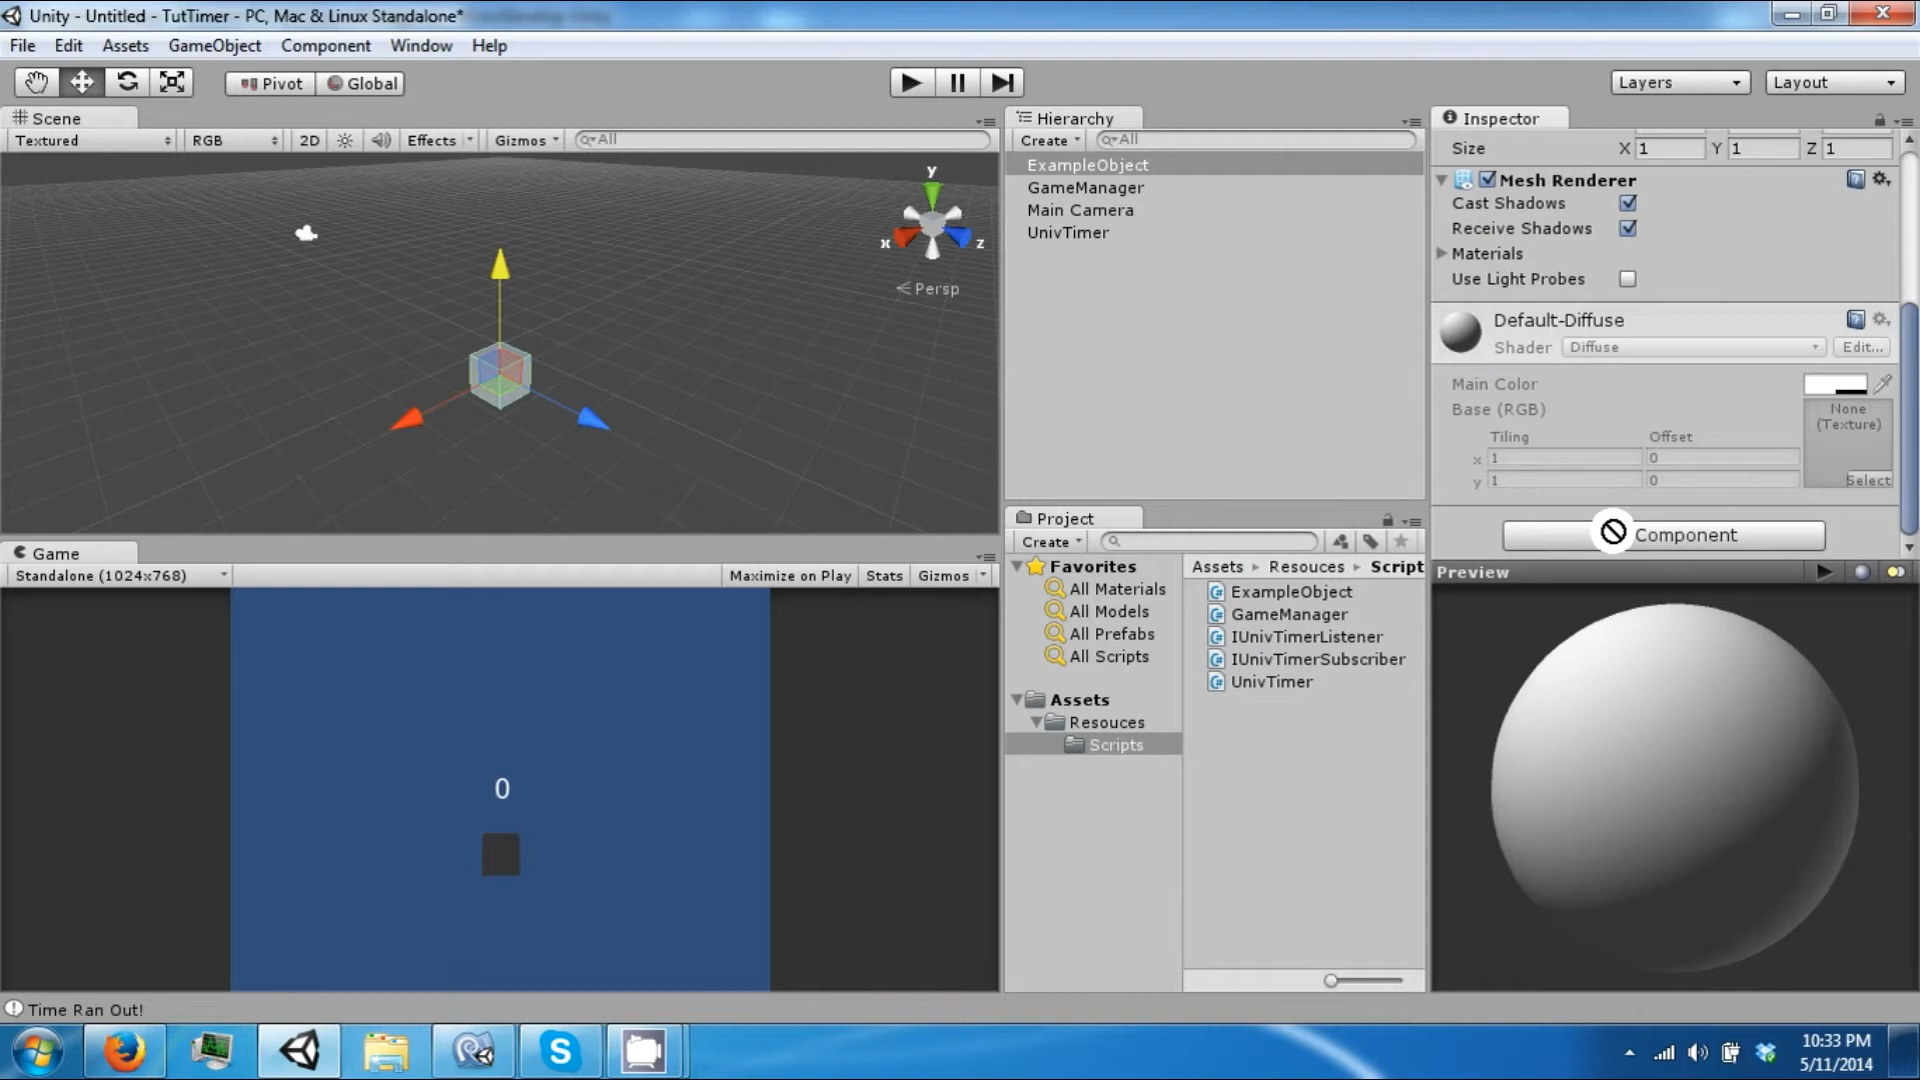 Unity - Untitled - TutTimer - PC, Mac & Linux Standalone*
File Edit Assets GameObject Component Window Help
Pivot Global Layers Layout
Scene
Textured RGB 2D Effects Gizmos All
y
x z
Persp
Hierarchy
Create All
ExampleObject
GameManager
Main Camera
UnivTimer
Inspector
Size X 1 Y 1 Z 1
Mesh Renderer
Cast Shadows
Receive Shadows
Materials
Use Light Probes
Default-Diffuse
Shader Diffuse Edit...
Main Color
Base (RGB)
None
(Texture)
Tiling Offset
x 1 0
y 1 0
Select
Component
Game
Standalone (1024x768) Maximize on Play Stats Gizmos
0
Project
Create
Favorites
All Materials
All Models
All Prefabs
All Scripts
Assets
Resouces
Scripts
Assets Resouces Script
ExampleObject
GameManager
IUnivTimerListener
IUnivTimerSubscriber
UnivTimer
Preview
Time Ran Out!
10:33 PM
5/11/2014